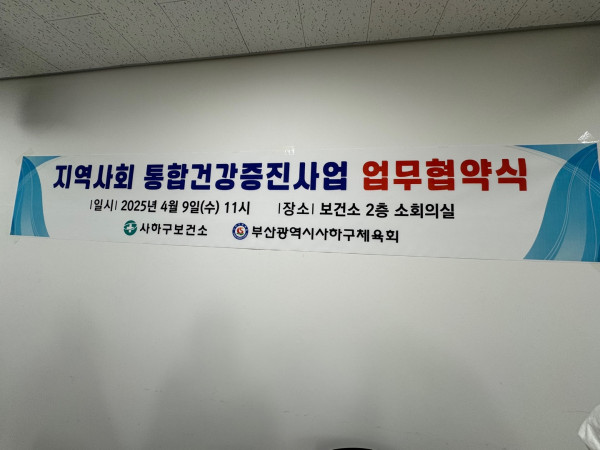 지역사회 통합건강증진사업 업무협약식
|일시| 2025년 4월 9일(수) 11시 |장소| 보건소 2층 소회의실
사하구보건소 부산광역시사하구체육회